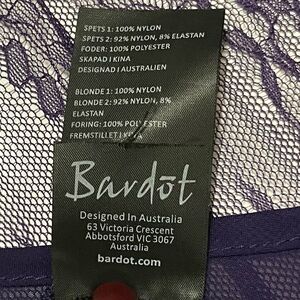 SPETS 1: 100% NYLON
SPETS 2: 92% NYLON, 8% ELASTAN
FODER: 100% POLYESTER
SKAPAD I KINA
DESIGNAD I AUSTRALIEN
BLONDE 1: 100% NYLON
BLONDE 2: 92% NYLON, 8%
ELASTAN
FORING: 100% POLYESTER
FREMSTILLET I KINA
Bardot
Designed In Australia
63 Victoria Crescent
Abbotsford VIC 3067
Australia
bardot.com